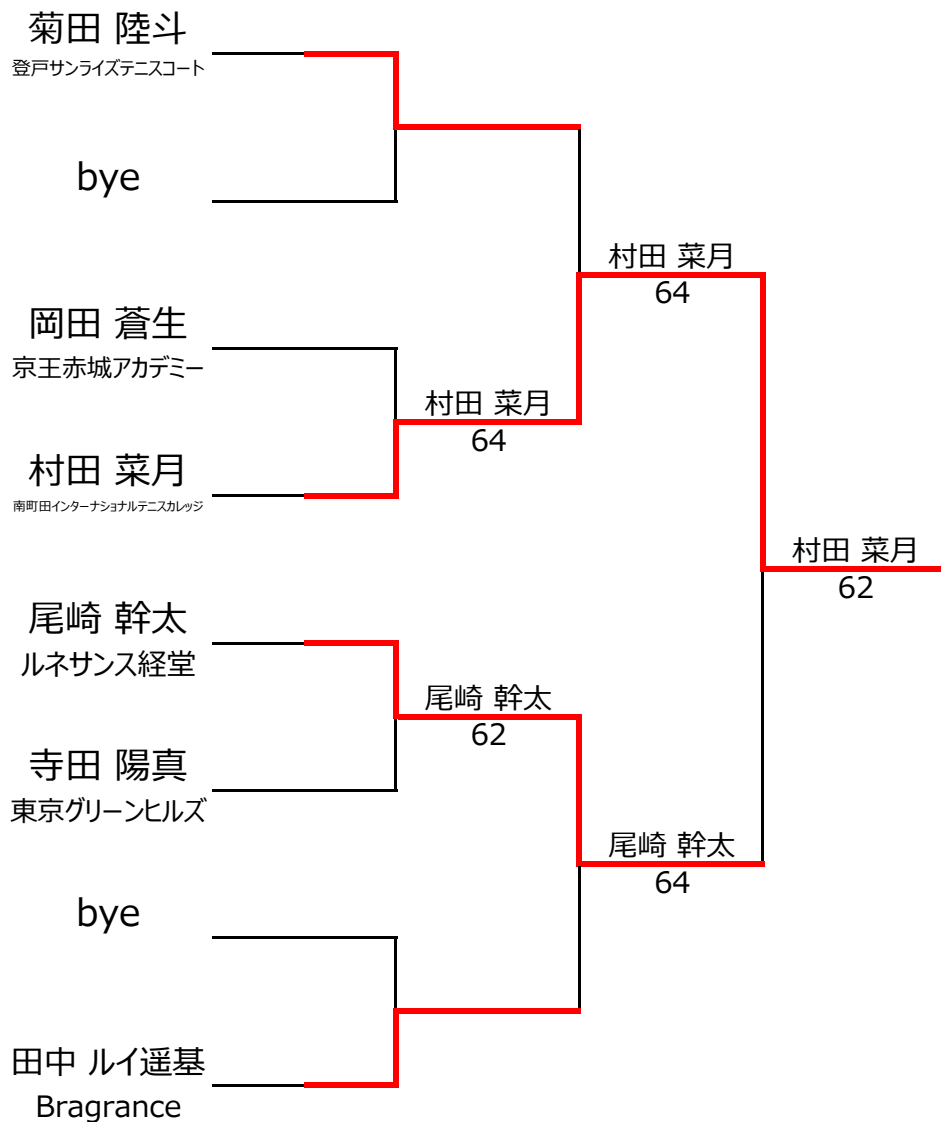 菊田 陸斗
登戸サンライズテニスコート
bye
岡田 蒼生
京王赤城アカデミー
村田 菜月
南町田インターナショナルテニスカレッジ
尾崎 幹太
ルネサンス経堂
寺田 陽真
東京グリーンヒルズ
bye
田中 ルイ遥基
Bragrance
村田 菜月
64
尾崎 幹太
62
村田 菜月
64
尾崎 幹太
64
村田 菜月
62